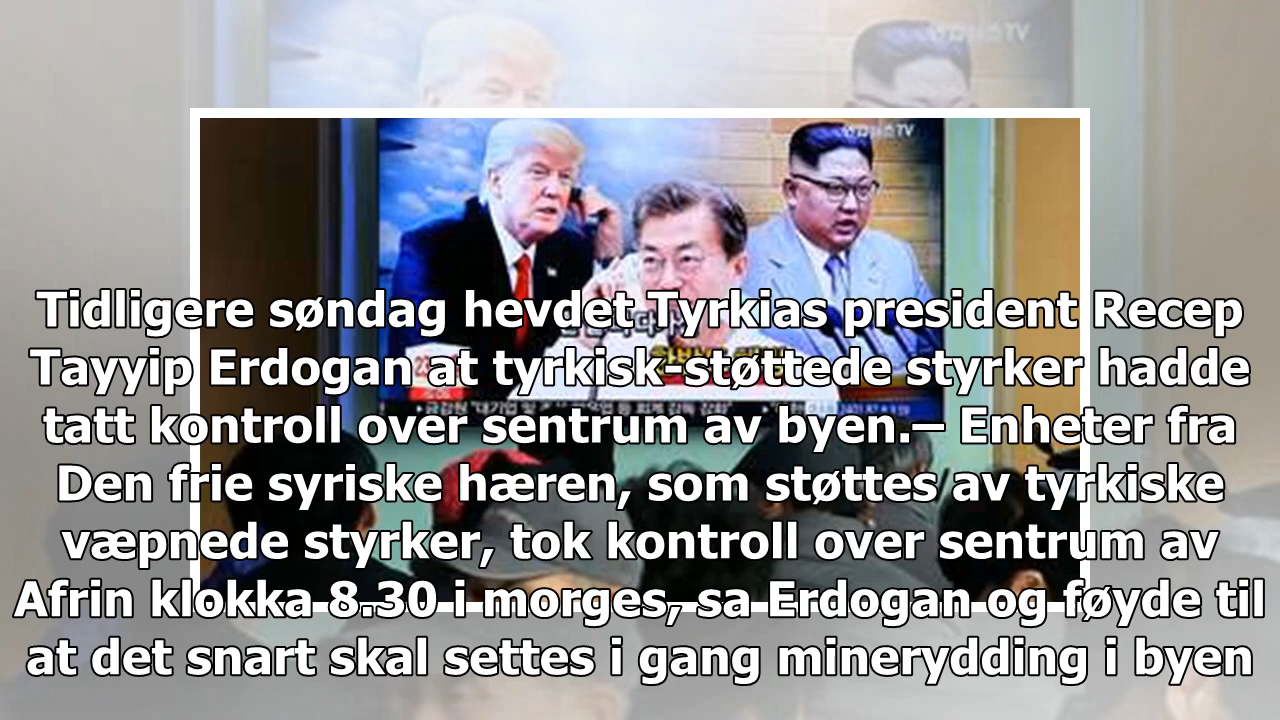 Tidligere søndag hevdet Tyrkias president Recep
Tayyip Erdogan at tyrkisk-støttede styrker hadde
tatt kontroll over sentrum av byen.– Enheter fra
Den frie syriske hæren, som støttes av tyrkiske
væpnede styrker, tok kontroll over sentrum av
Afrin klokka 8.30 i morges, sa Erdogan og føyde til
at det snart skal settes i gang minerydding i byen